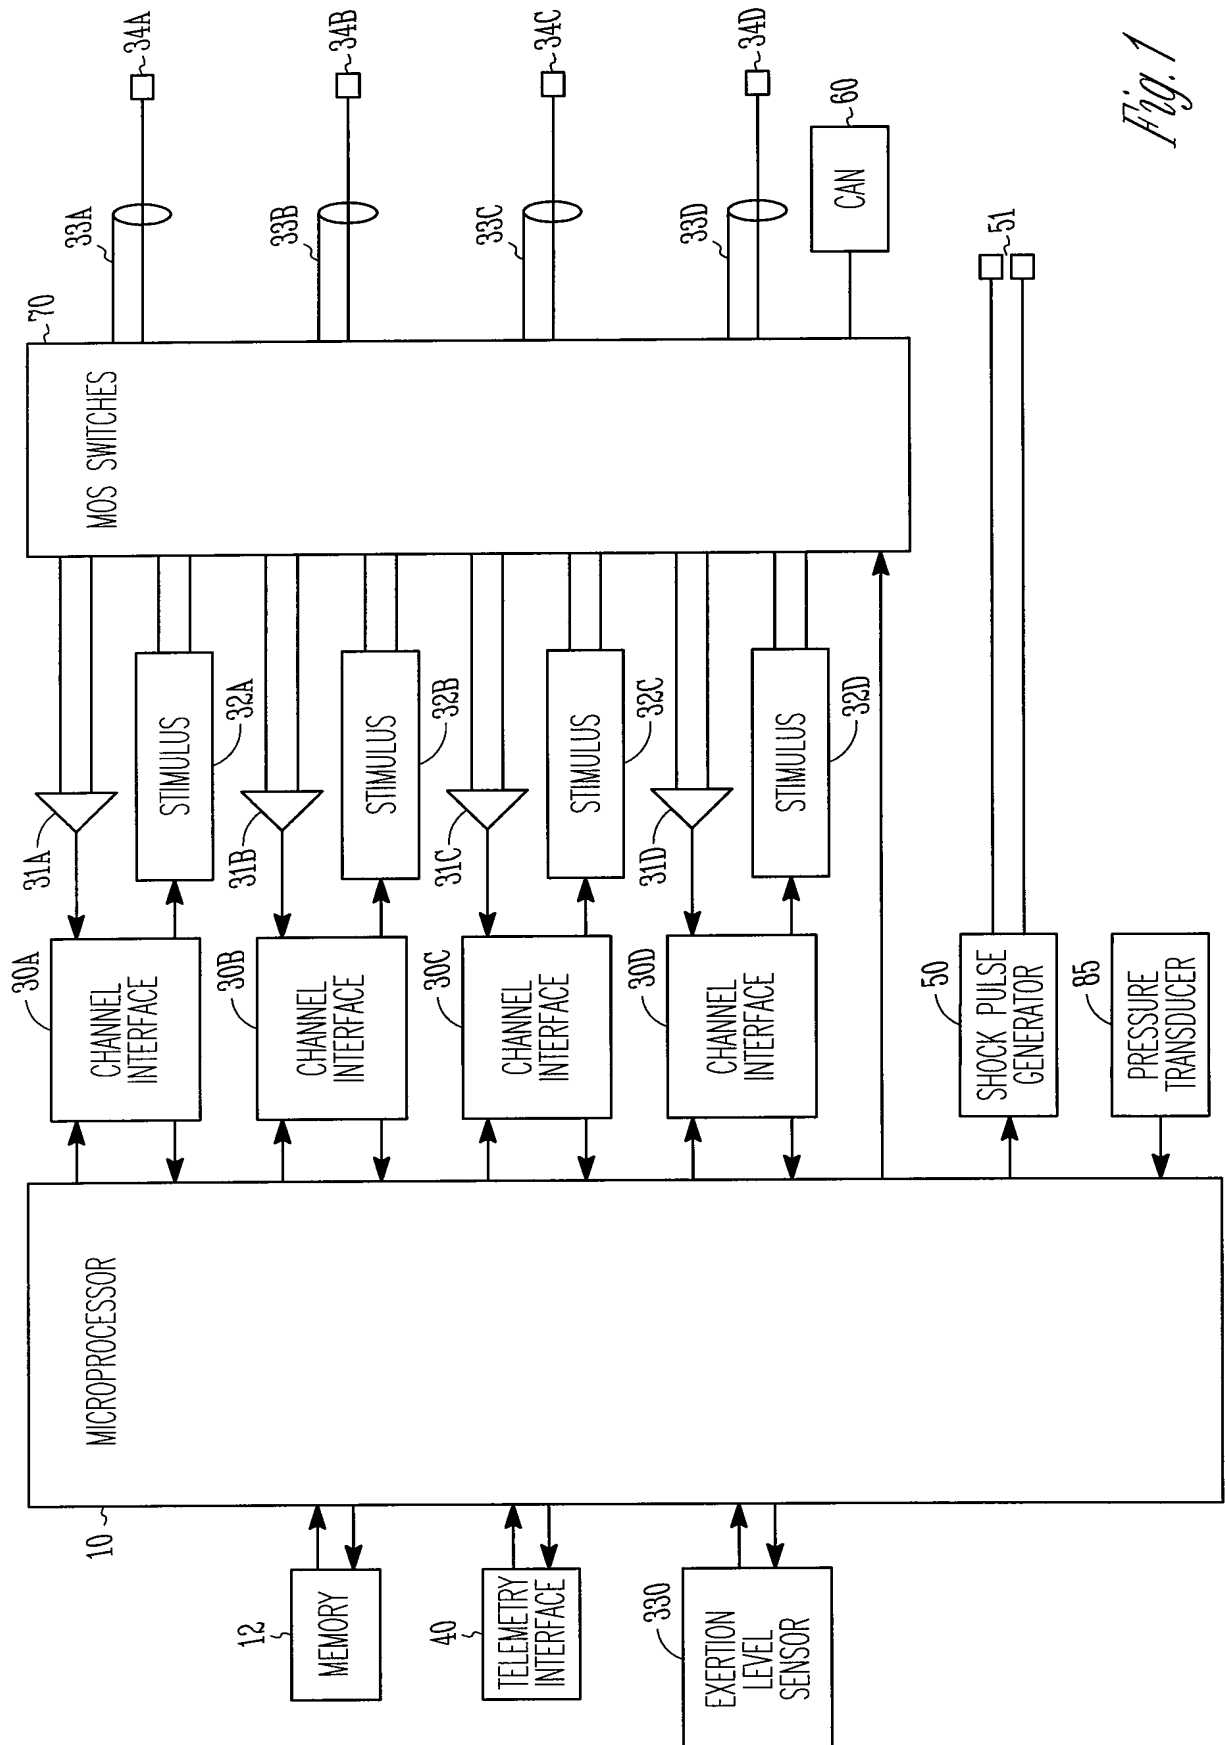 10
MICROPROCESSOR
12
MEMORY
40
TELEMETRY
INTERFACE
330
EXERTION
LEVEL
SENSOR
30A
CHANNEL
INTERFACE
31A
STIMULUS
32A
30B
CHANNEL
INTERFACE
31B
STIMULUS
32B
30C
CHANNEL
INTERFACE
31C
STIMULUS
32C
30D
CHANNEL
INTERFACE
31D
STIMULUS
32D
70
MOS SWITCHES
33A
34A
33B
34B
33C
34C
33D
34D
CAN
60
50
SHOCK PULSE
GENERATOR
51
85
PRESSURE
TRANSDUCER
Fig. 1